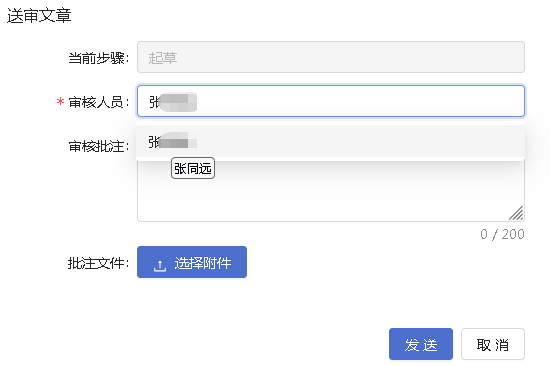 送审文章
当前步骤:
起草
* 审核人员:
张
张
审核批注:
张同远
0 / 200
批注文件:
选择附件
发 送
取 消